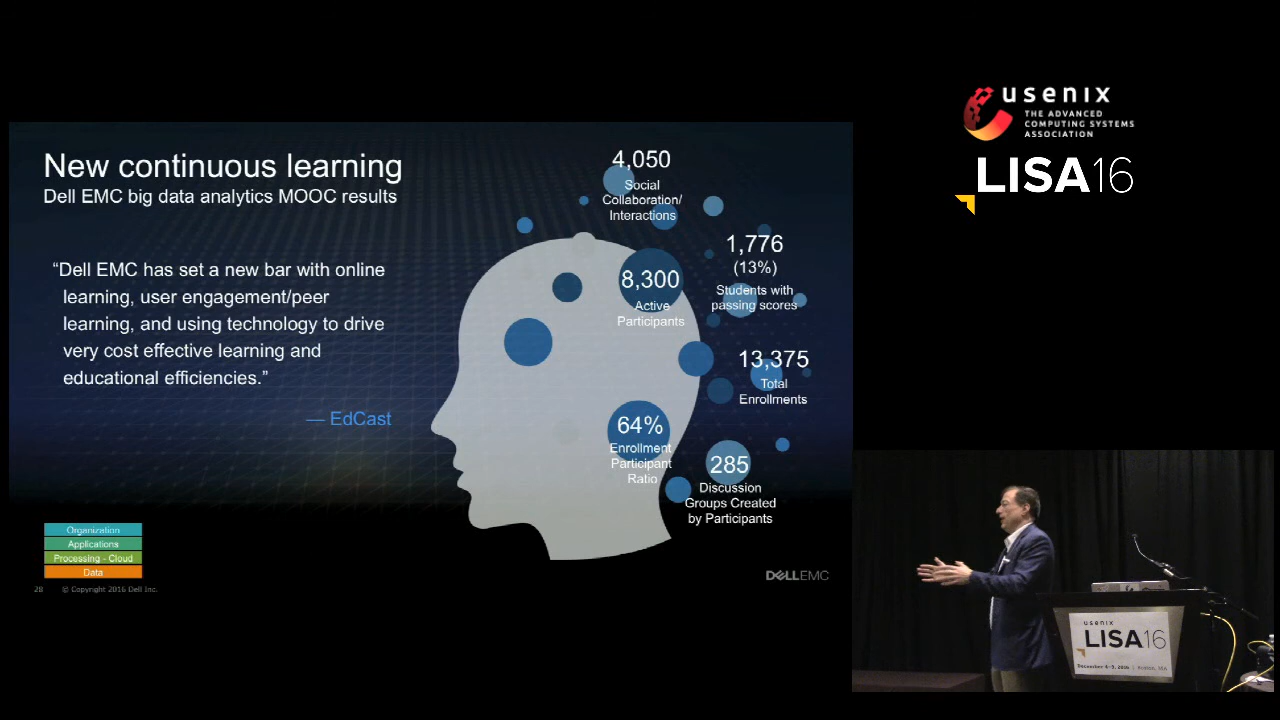 New continuous learning
Dell EMC big data analytics MOOC results
“Dell EMC has set a new bar with online
learning, user engagement/peer
learning, and using technology to drive
very cost effective learning and
educational efficiencies.”
— EdCast
4,050
Social
Collaboration/
Interactions
1,776
(13%)
Students with
passing scores
8,300
Active
Participants
13,375
Total
Enrollments
64%
Enrollment
Participant
Ratio
285
Discussion
Groups Created
by Participants
Organization
Applications
Processing - Cloud
Data
28 © Copyright 2016 Dell Inc.
DELLEMC
usenix
THE ADVANCED
COMPUTING SYSTEMS
ASSOCIATION
LISA16
usenix
LISA16